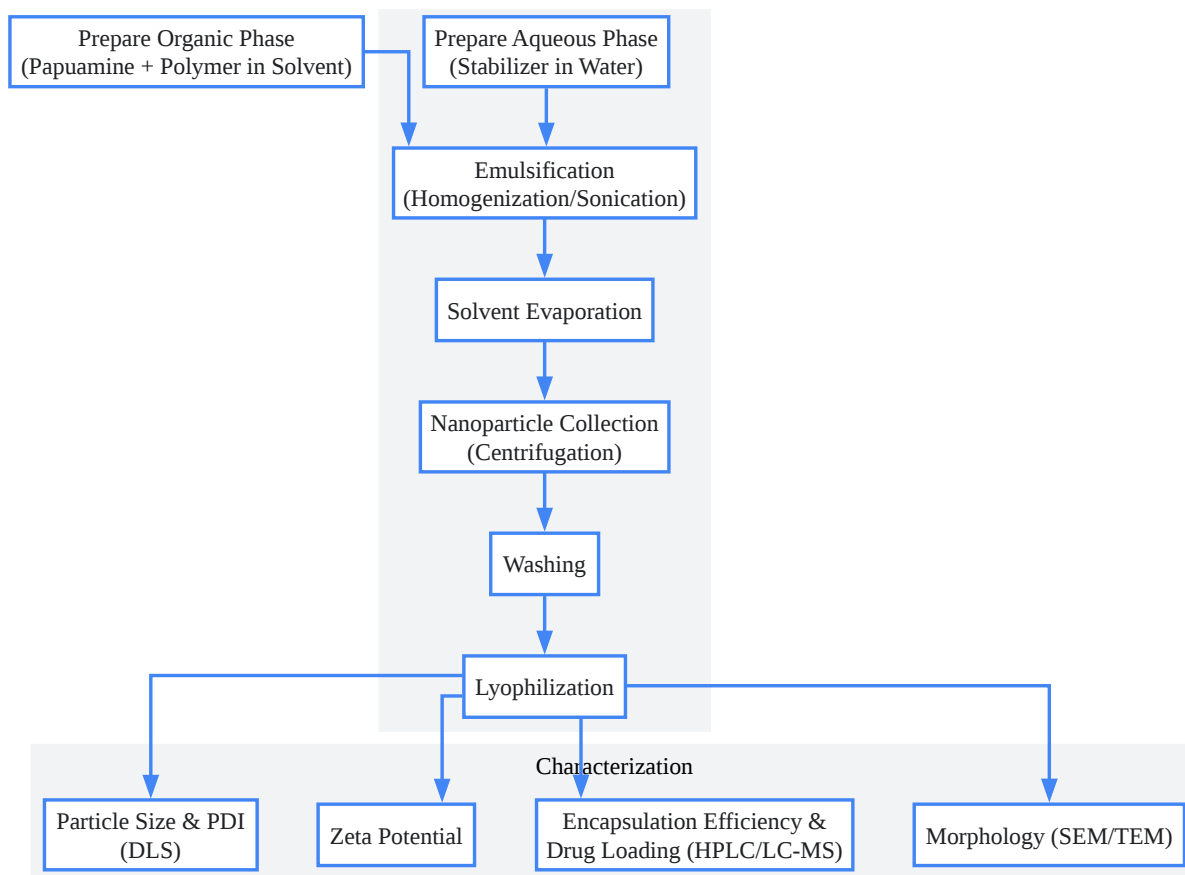 Prepare Organic Phase
(Papuamine + Polymer in Solvent)
Prepare Aqueous Phase
(Stabilizer in Water)
Emulsification
(Homogenization/Sonication)
Solvent Evaporation
Nanoparticle Collection
(Centrifugation)
Washing
Lyophilization
Characterization
Particle Size & PDI
(DLS)
Zeta Potential
Encapsulation Efficiency &
Drug Loading (HPLC/LC-MS)
Morphology (SEM/TEM)